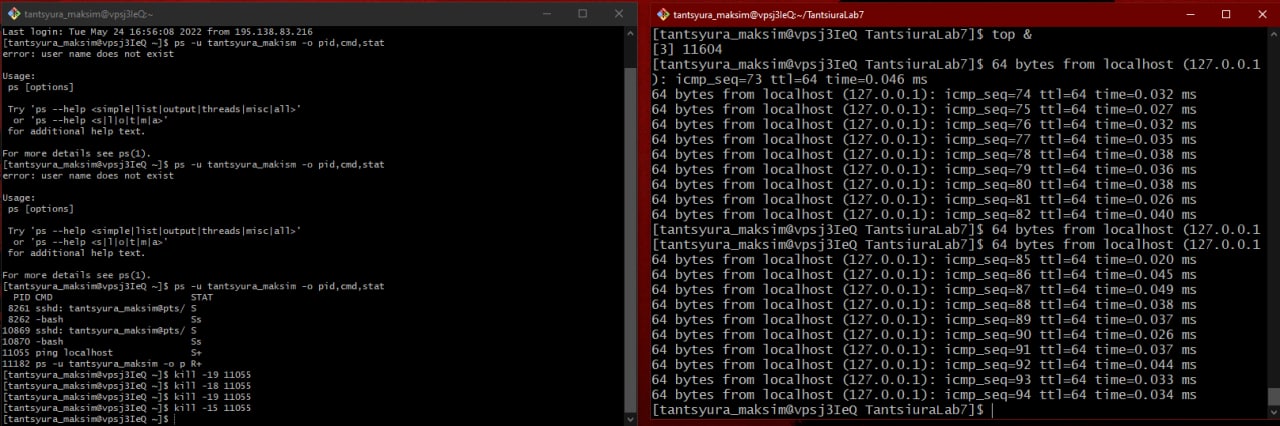 tantsyura_maksim@vpsj3IeQ:~
Last login: Tue May 24 16:56:08 2022 from 195.138.83.216
[tantsyura_maksim@vpsj3IeQ ~]$ ps -u tantsyura_makism -o pid,cmd,stat
error: user name does not exist
Usage:
ps [options]
Try 'ps --help <simple|list|output|threads|misc|all>'
or 'ps --help <s|l|o|t|m|a>'
for additional help text.
For more details see ps(1).
[tantsyura_maksim@vpsj3IeQ ~]$ ps -u tantsyura_makism -o pid,cmd,stat
error: user name does not exist
Usage:
ps [options]
Try 'ps --help <simple|list|output|threads|misc|all>'
or 'ps --help <s|l|o|t|m|a>'
for additional help text.
For more details see ps(1).
[tantsyura_maksim@vpsj3IeQ ~]$ ps -u tantsyura_maksim -o pid,cmd,stat
PID CMD STAT
8261 sshd: tantsyura_maksim@pts/ S
8262 -bash Ss
10869 sshd: tantsyura_maksim@pts/ S
10870 -bash Ss
11055 ping localhost S+
11182 ps -u tantsyura_maksim -o p R+
[tantsyura_maksim@vpsj3IeQ ~]$ kill -19 11055
[tantsyura_maksim@vpsj3IeQ ~]$ kill -18 11055
[tantsyura_maksim@vpsj3IeQ ~]$ kill -19 11055
[tantsyura_maksim@vpsj3IeQ ~]$ kill -15 11055
[tantsyura_maksim@vpsj3IeQ ~]$
tantsyura_maksim@vpsj3IeQ:~/TantsiuraLab7
[tantsyura_maksim@vpsj3IeQ TantsiuraLab7]$ top &
[3] 11604
[tantsyura_maksim@vpsj3IeQ TantsiuraLab7]$ 64 bytes from localhost (127.0.0.1
): icmp_seq=73 ttl=64 time=0.046 ms
64 bytes from localhost (127.0.0.1): icmp_seq=74 ttl=64 time=0.032 ms
64 bytes from localhost (127.0.0.1): icmp_seq=75 ttl=64 time=0.027 ms
64 bytes from localhost (127.0.0.1): icmp_seq=76 ttl=64 time=0.032 ms
64 bytes from localhost (127.0.0.1): icmp_seq=77 ttl=64 time=0.035 ms
64 bytes from localhost (127.0.0.1): icmp_seq=78 ttl=64 time=0.038 ms
64 bytes from localhost (127.0.0.1): icmp_seq=79 ttl=64 time=0.036 ms
64 bytes from localhost (127.0.0.1): icmp_seq=80 ttl=64 time=0.038 ms
64 bytes from localhost (127.0.0.1): icmp_seq=81 ttl=64 time=0.026 ms
64 bytes from localhost (127.0.0.1): icmp_seq=82 ttl=64 time=0.040 ms
[tantsyura_maksim@vpsj3IeQ TantsiuraLab7]$ 64 bytes from localhost (127.0.0.1
[tantsyura_maksim@vpsj3IeQ TantsiuraLab7]$ 64 bytes from localhost (127.0.0.1
64 bytes from localhost (127.0.0.1): icmp_seq=85 ttl=64 time=0.020 ms
64 bytes from localhost (127.0.0.1): icmp_seq=86 ttl=64 time=0.045 ms
64 bytes from localhost (127.0.0.1): icmp_seq=87 ttl=64 time=0.049 ms
64 bytes from localhost (127.0.0.1): icmp_seq=88 ttl=64 time=0.038 ms
64 bytes from localhost (127.0.0.1): icmp_seq=89 ttl=64 time=0.037 ms
64 bytes from localhost (127.0.0.1): icmp_seq=90 ttl=64 time=0.026 ms
64 bytes from localhost (127.0.0.1): icmp_seq=91 ttl=64 time=0.037 ms
64 bytes from localhost (127.0.0.1): icmp_seq=92 ttl=64 time=0.044 ms
64 bytes from localhost (127.0.0.1): icmp_seq=93 ttl=64 time=0.033 ms
64 bytes from localhost (127.0.0.1): icmp_seq=94 ttl=64 time=0.034 ms
[tantsyura_maksim@vpsj3IeQ TantsiuraLab7]$